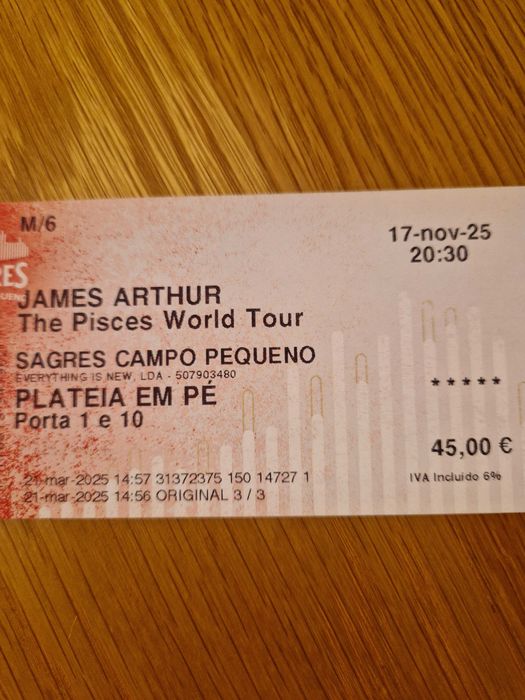 M/6
17-nov-25
20:30
RES
JAMES ARTHUR
The Pisces World Tour
SAGRES CAMPO PEQUENO
EVERYTHING IS NEW, LDA - 507903480
*****
PLATEIA EM PÉ
Porta 1 e 10
45,00 €
21-mar-2025 14:57 31372375 150 14727 1
IVA Incluido 6%
21-mar-2025 14:56 ORIGINAL 3 / 3